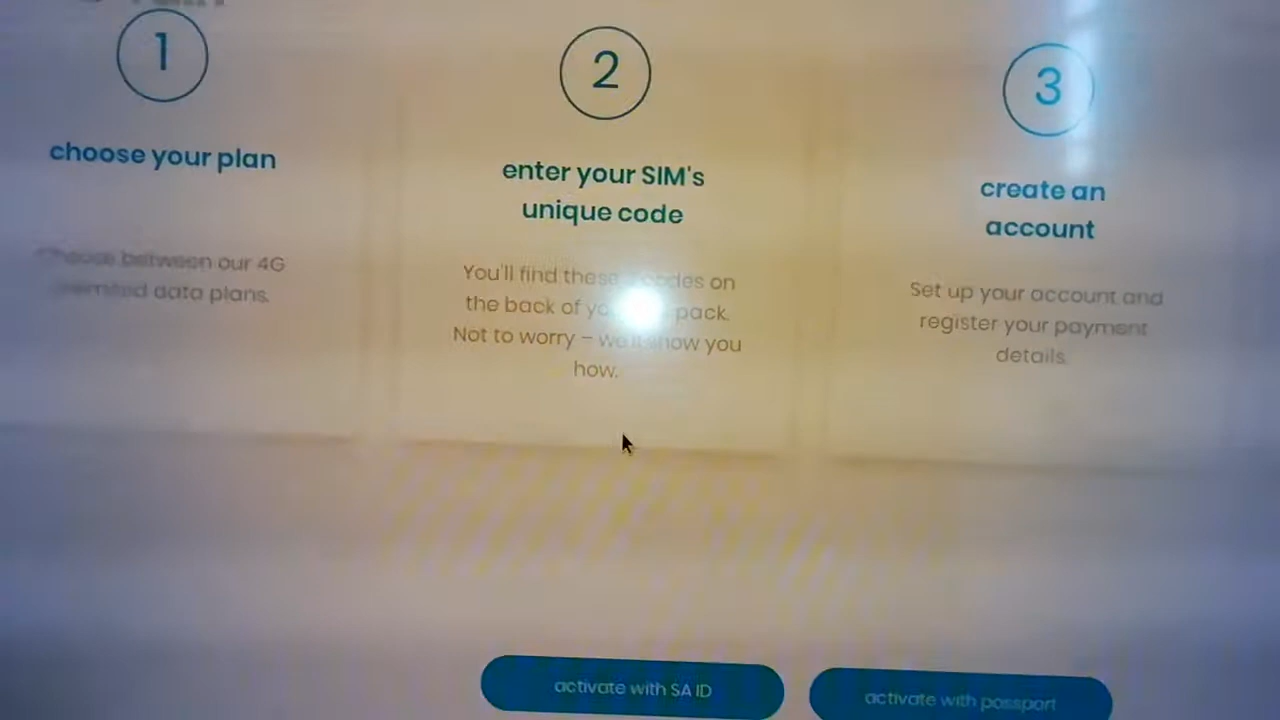 1
choose your plan
between our 4G
data plans.
2
enter your SIM's
unique code
You'll find these codes on
the back of pack.
Not to worry – we'll show you
how.
3
create an
account
Set up your account and
register your payment
details.
activate with SA ID
activate with passport